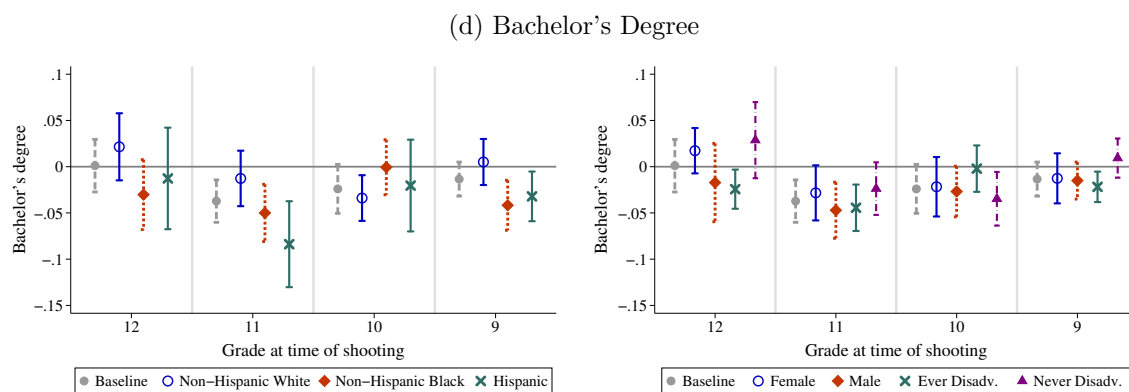 (d) Bachelor's Degree
.1
.05
0
−.05
−.1
−.15
Bachelor's degree
12
11
10
9
Grade at time of shooting
Baseline
Non−Hispanic White
Non−Hispanic Black
Hispanic
.1
.05
0
−.05
−.1
−.15
Bachelor's degree
12
11
10
9
Grade at time of shooting
Baseline
Female
Male
Ever Disadv.
Never Disadv.